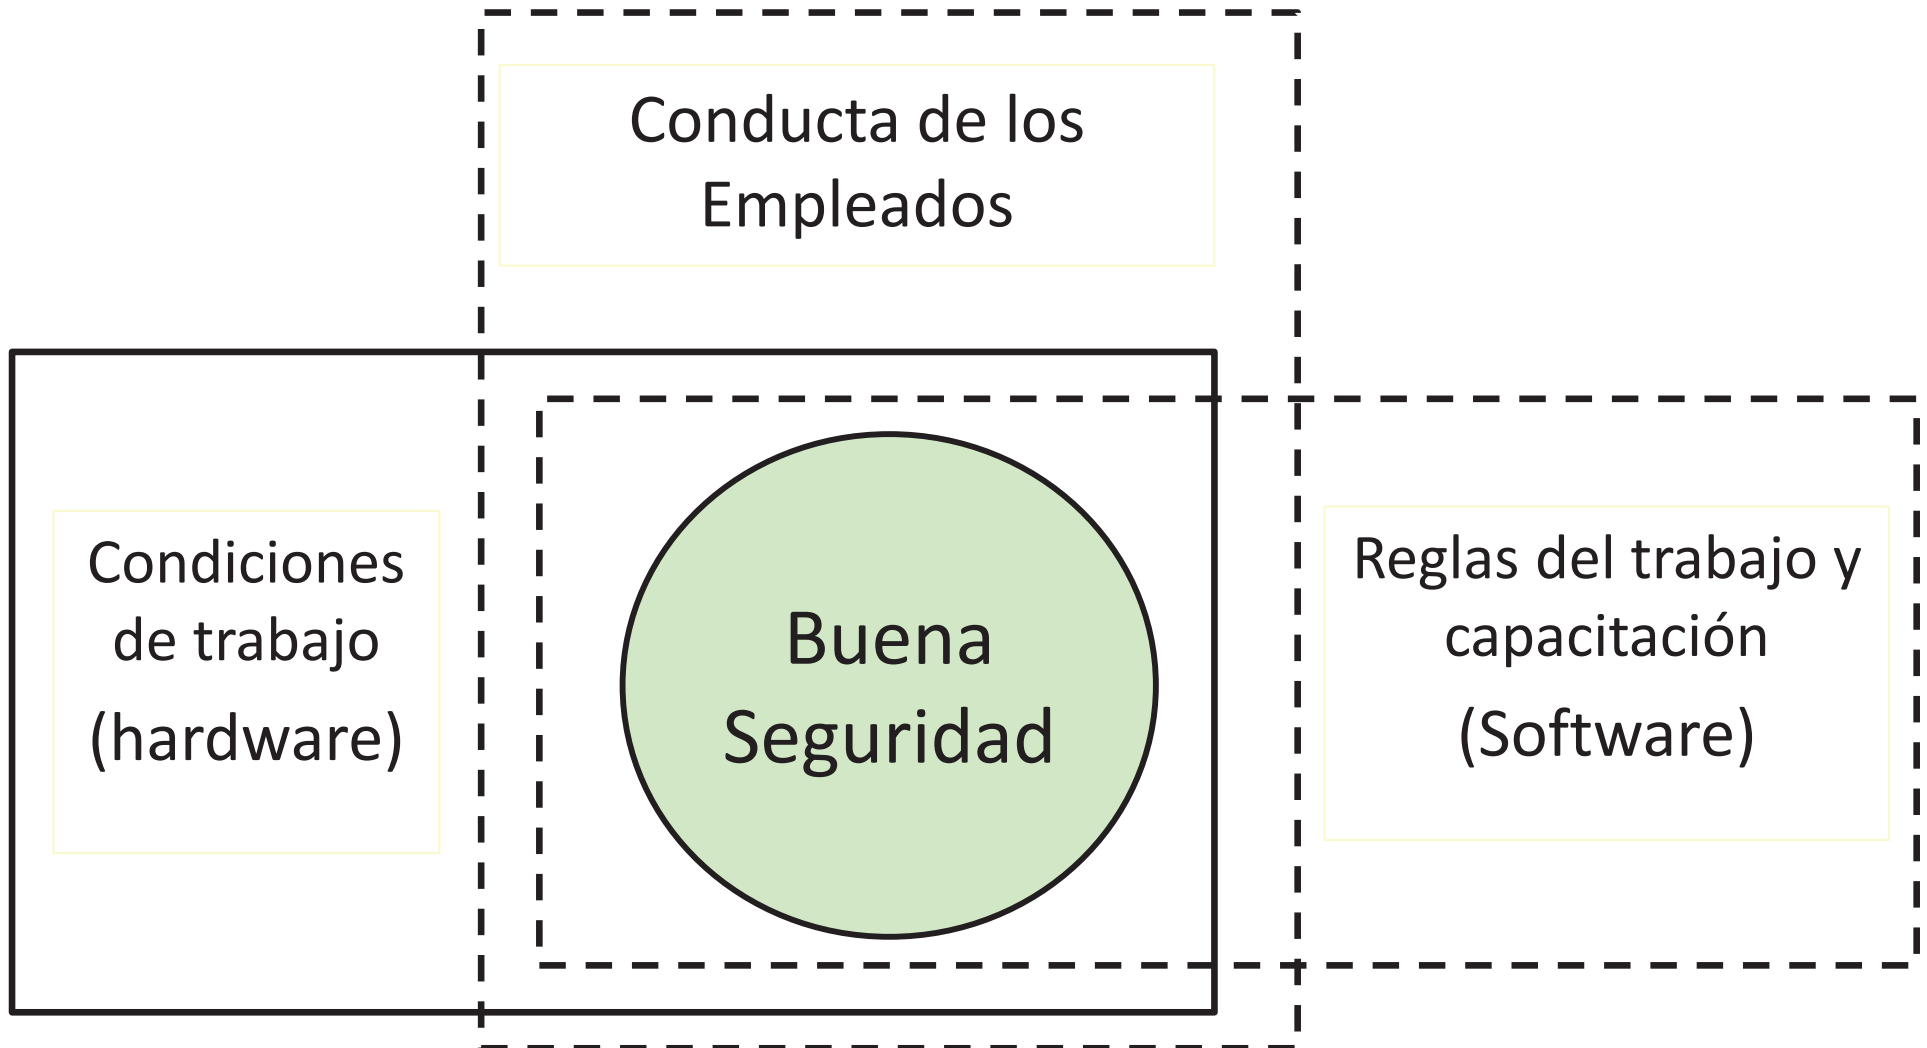 Conducta de los
Empleados
Condiciones
de trabajo
(hardware)
Buena
Seguridad
Reglas del trabajo y
capacitación
(Software)